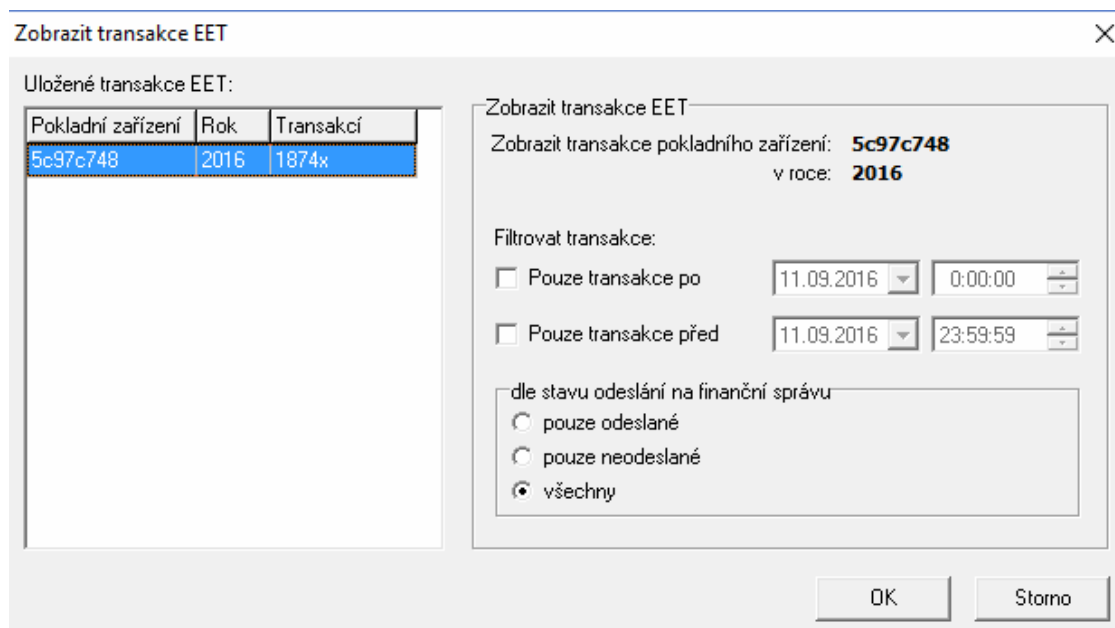 Zobrazit transakce EET
Uložené transakce EET:
Pokladní zařízení Rok Transakcí
5c97c748 2016 1874x
Zobrazit transakce EET
Zobrazit transakce pokladního zařízení: 5c97c748
v roce: 2016
Filtrovat transakce:
Pouze transakce po 11.09.2016 0:00:00
Pouze transakce před 11.09.2016 23:59:59
dle stavu odeslání na finanční správu
pouze odeslané
pouze neodeslané
všechny
OK Storno